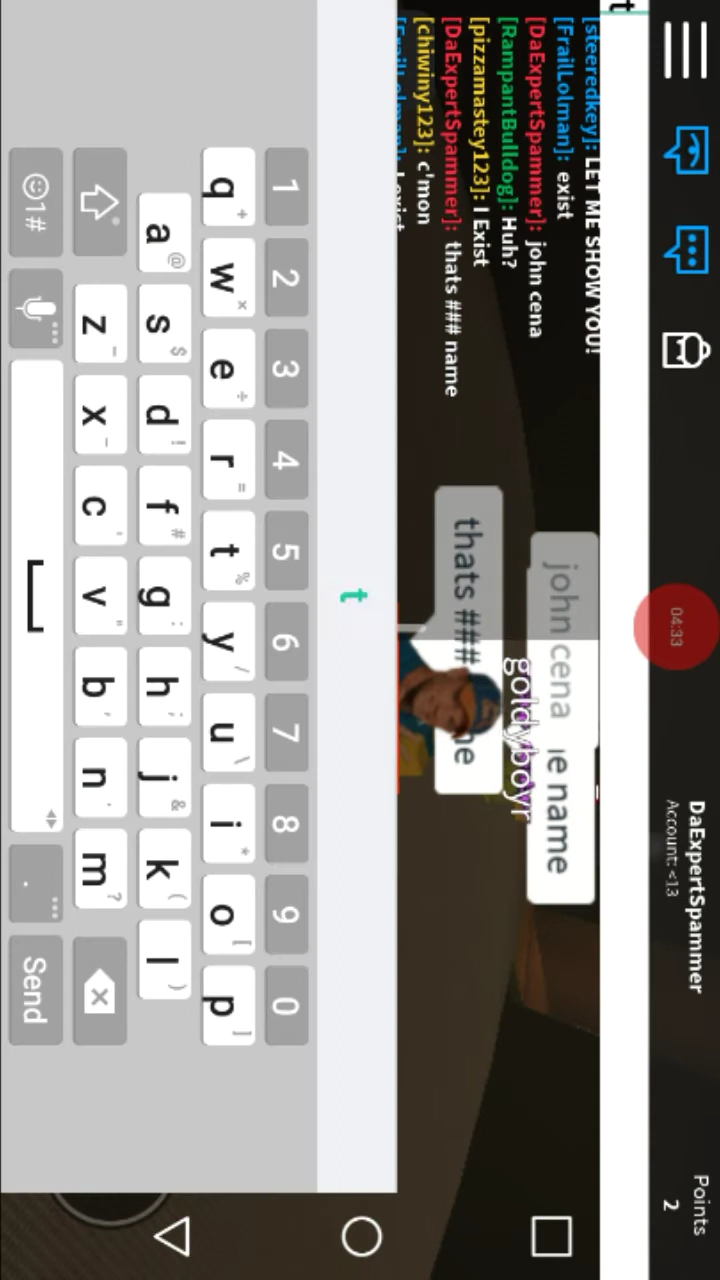 t
04:33
DaExpertSpammer
Account: <13
Points
2
[steeredkey]: LET ME SHOW YOU!
[FrailLolman]: exist
[DaExpertSpammer]: john cena
[RampantBulldog]: Huh?
[pizzamastey123]: I Exist
[DaExpertSpammer]: thats ### name
[chiwiny123]: c'mon
john cena
name
goldyboyr
thats ###
t
1 2 3 4 5 6 7 8 9 0
q + w × e ÷ r = t % y / u \ i * o [ p ]
a @ s $ d ! f # g : h ; j & k ( l )
z x c v b n m ?
1# . Send